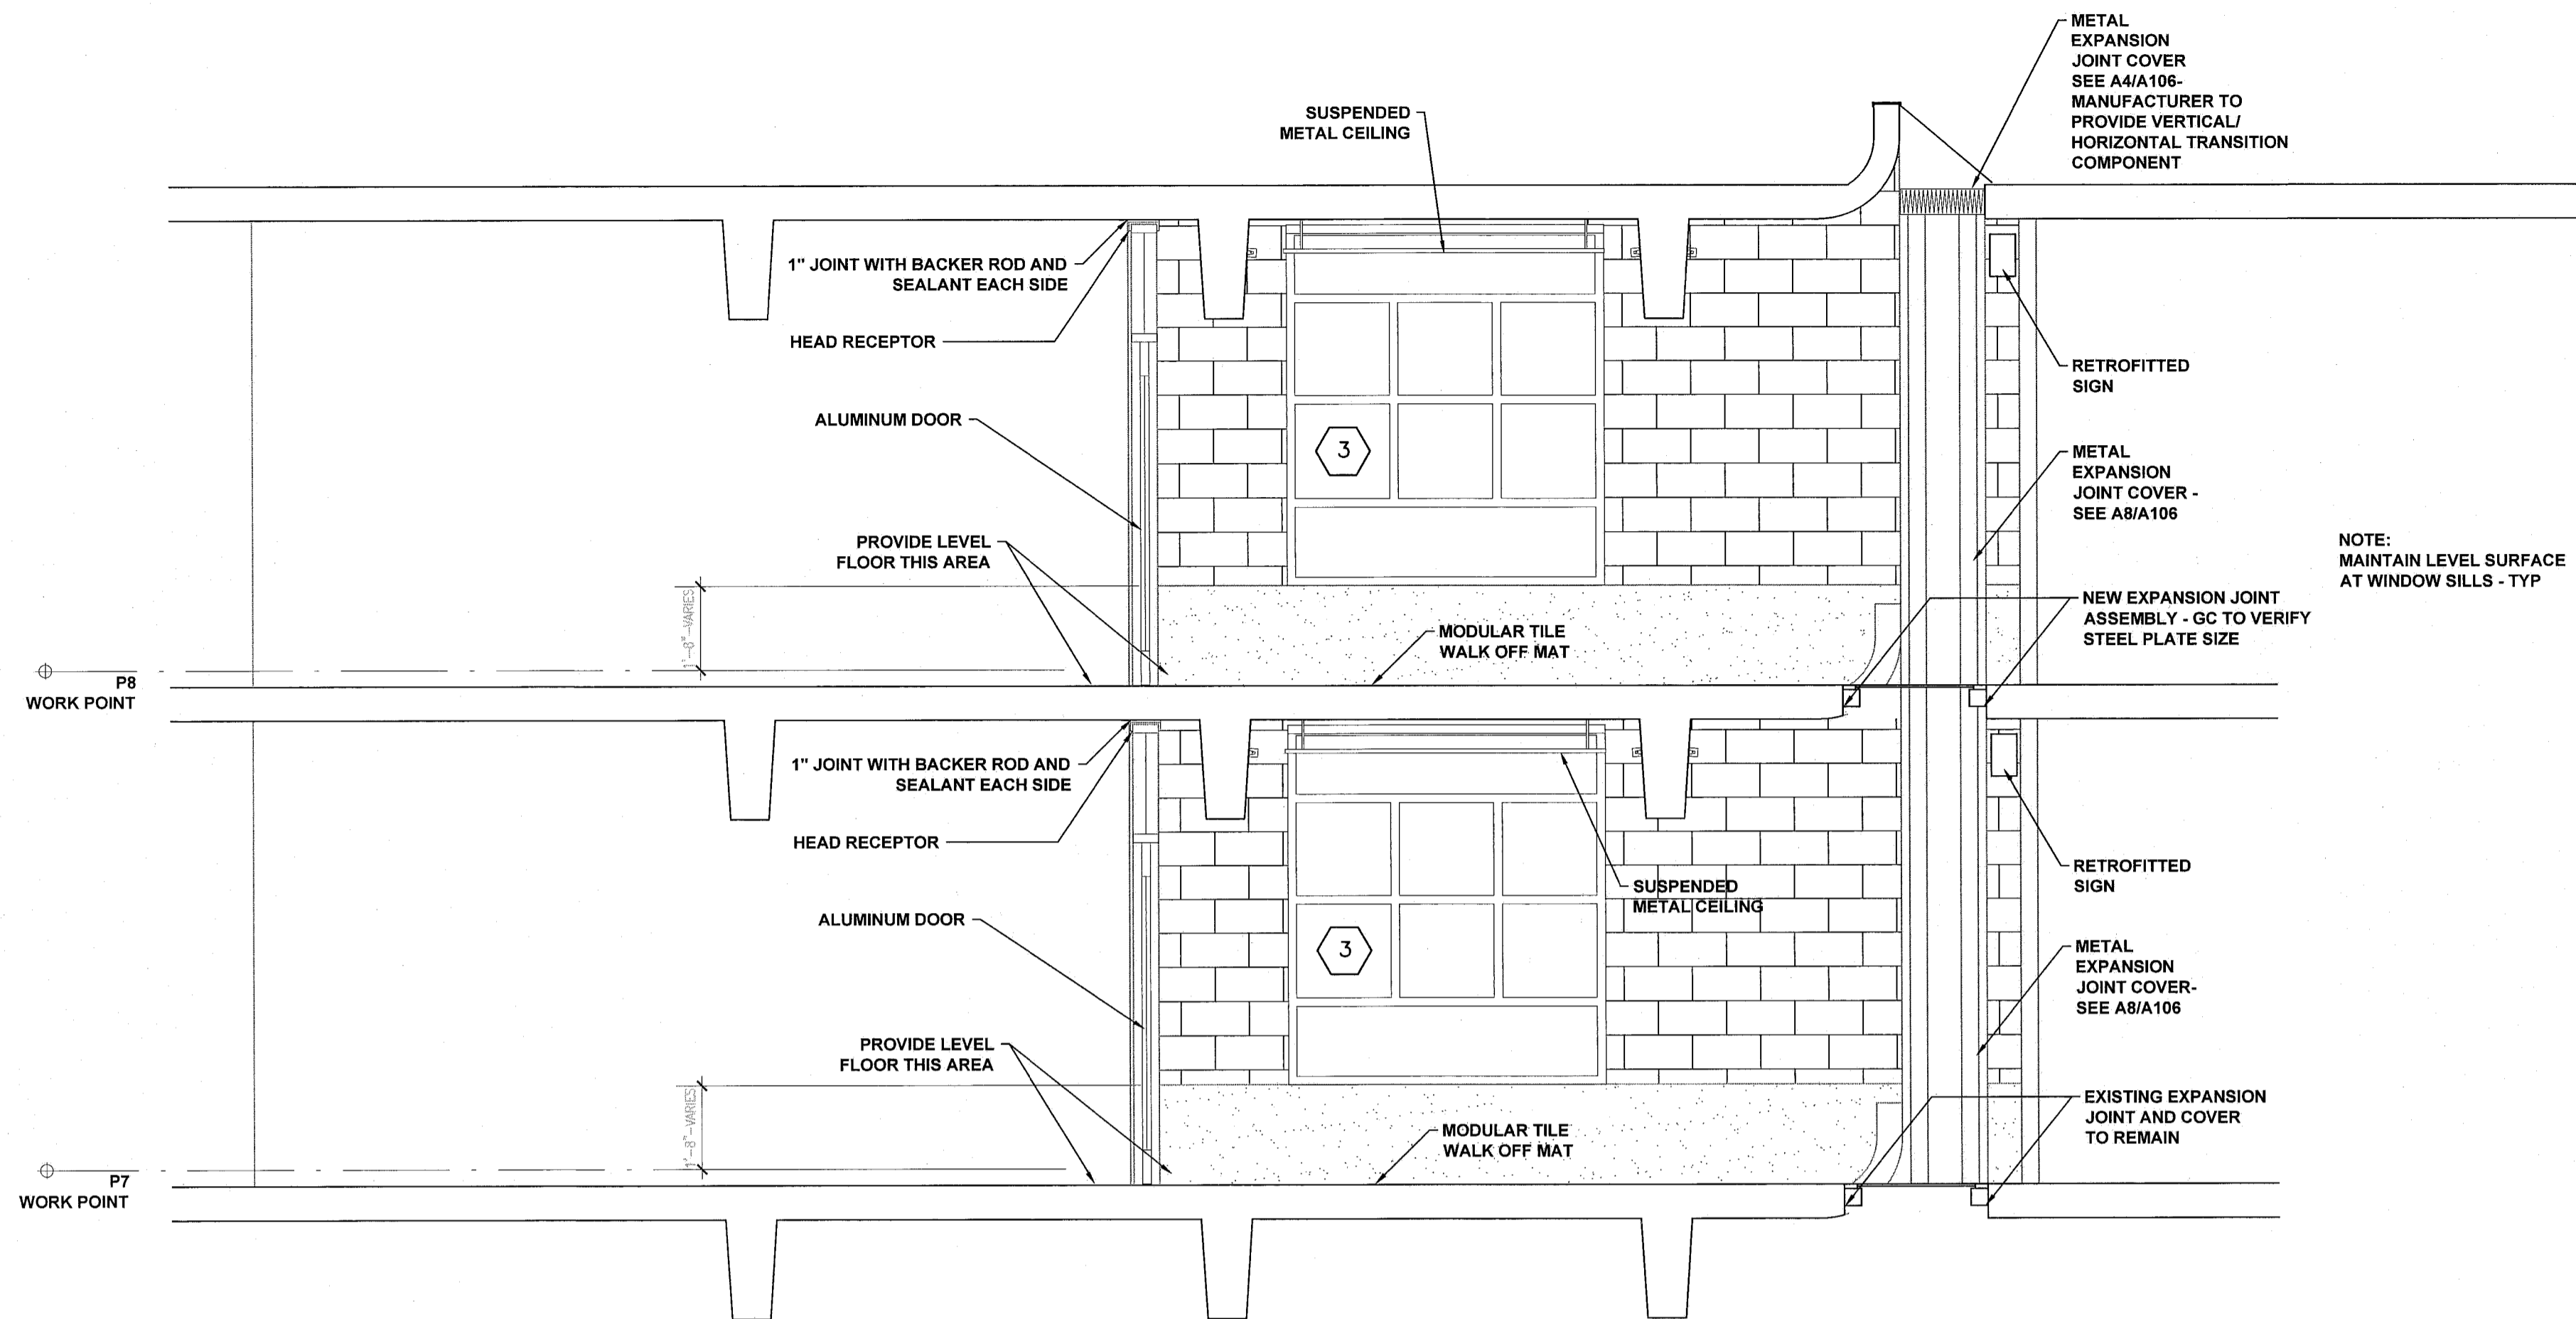 METAL
EXPANSION
JOINT COVER
SEE A4/A106-
MANUFACTURER TO
PROVIDE VERTICAL/
HORIZONTAL TRANSITION
COMPONENT
SUSPENDED
METAL CEILING
1" JOINT WITH BACKER ROD AND
SEALANT EACH SIDE
HEAD RECEPTOR
RETROFITTED
SIGN
ALUMINUM DOOR
3
METAL
EXPANSION
JOINT COVER -
SEE A8/A106
PROVIDE LEVEL
FLOOR THIS AREA
NOTE:
MAINTAIN LEVEL SURFACE
AT WINDOW SILLS - TYP
1'-8"-VARIES
NEW EXPANSION JOINT
ASSEMBLY - GC TO VERIFY
STEEL PLATE SIZE
MODULAR TILE
WALK OFF MAT
P8
WORK POINT
1" JOINT WITH BACKER ROD AND
SEALANT EACH SIDE
HEAD RECEPTOR
RETROFITTED
SIGN
SUSPENDED
METAL CEILING
ALUMINUM DOOR
3
METAL
EXPANSION
JOINT COVER-
SEE A8/A106
PROVIDE LEVEL
FLOOR THIS AREA
1'-8"-VARIES
EXISTING EXPANSION
JOINT AND COVER
TO REMAIN
MODULAR TILE
WALK OFF MAT
P7
WORK POINT